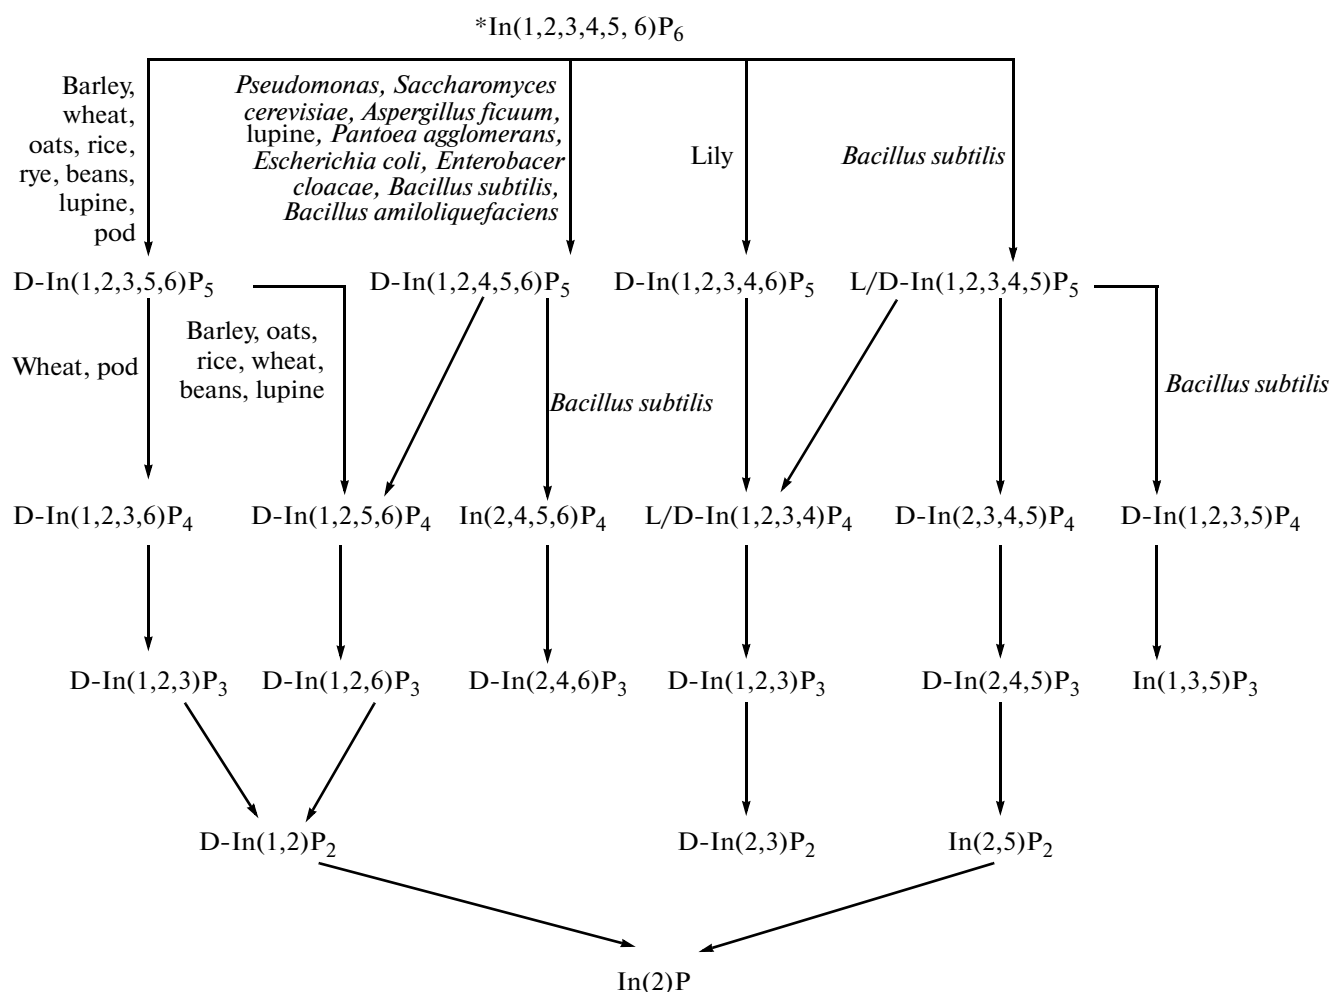 *In(1,2,3,4,5, 6)P6
Barley,
wheat,
oats, rice,
rye, beans,
lupine,
pod
Pseudomonas, Saccharomyces
cerevisiae, Aspergillus ficuum,
lupine, Pantoea agglomerans,
Escherichia coli, Enterobacer
cloacae, Bacillus subtilis,
Bacillus amiloliquefaciens
Lily
Bacillus subtilis
D-In(1,2,3,5,6)P5
D-In(1,2,4,5,6)P5
D-In(1,2,3,4,6)P5
L/D-In(1,2,3,4,5)P5
Wheat, pod
Barley, oats,
rice, wheat,
beans, lupine
Bacillus subtilis
Bacillus subtilis
D-In(1,2,3,6)P4
D-In(1,2,5,6)P4
In(2,4,5,6)P4
L/D-In(1,2,3,4)P4
D-In(2,3,4,5)P4
D-In(1,2,3,5)P4
D-In(1,2,3)P3
D-In(1,2,6)P3
D-In(2,4,6)P3
D-In(1,2,3)P3
D-In(2,4,5)P3
In(1,3,5)P3
D-In(1,2)P2
D-In(2,3)P2
In(2,5)P2
In(2)P